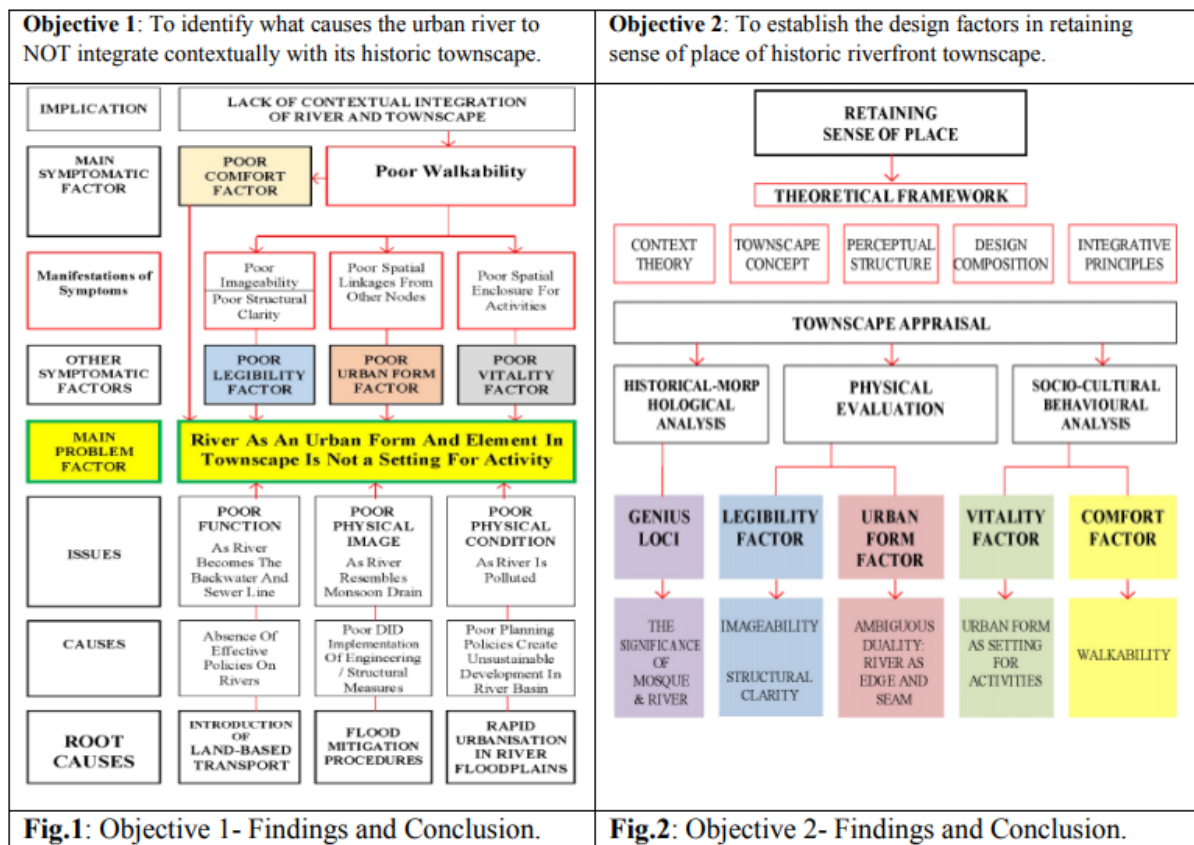 Objective 1: To identify what causes the urban river to
NOT integrate contextually with its historic townscape.
IMPLICATION
LACK OF CONTEXTUAL INTEGRATION
OF RIVER AND TOWNSCAPE
MAIN
SYMPTOMATIC
FACTOR
POOR
COMFORT
FACTOR
Poor Walkability
Manifestations of
Symptoms
Poor
Imageability
Poor Structural
Clarity
Poor Spatial
Linkages From
Other Nodes
Poor Spatial
Enclosure For
Activities
OTHER
SYMPTOMATIC
FACTORS
POOR
LEGIBILITY
FACTOR
POOR
URBAN FORM
FACTOR
POOR
VITALITY
FACTOR
MAIN
PROBLEM
FACTOR
River As An Urban Form And Element In
Townscape Is Not a Setting For Activity
ISSUES
POOR
FUNCTION
As River
Becomes The
Backwater And
Sewer Line
POOR
PHYSICAL
IMAGE
As River
Resembles
Monsoon Drain
POOR
PHYSICAL
CONDITION
As River Is
Polluted
CAUSES
Absence Of
Effective
Policies On
Rivers
Poor DID
Implementation
Of Engineering
/ Structural
Measures
Poor Planning
Policies Create
Unsustainable
Development In
River Basin
ROOT
CAUSES
INTRODUCTION
OF
LAND-BASED
TRANSPORT
FLOOD
MITIGATION
PROCEDURES
RAPID
URBANISATION
IN RIVER
FLOODPLAINS
Fig.1: Objective 1- Findings and Conclusion.
Objective 2: To establish the design factors in retaining
sense of place of historic riverfront townscape.
RETAINING
SENSE OF PLACE
THEORETICAL FRAMEWORK
CONTEXT
THEORY
TOWNSCAPE
CONCEPT
PERCEPTUAL
STRUCTURE
DESIGN
COMPOSITION
INTEGRATIVE
PRINCIPLES
TOWNSCAPE APPRAISAL
HISTORICAL-MORP
HOLOGICAL
ANALYSIS
PHYSICAL
EVALUATION
SOCIO-CULTURAL
BEHAVIOURAL
ANALYSIS
GENIUS
LOCI
LEGIBILITY
FACTOR
URBAN
FORM
FACTOR
VITALITY
FACTOR
COMFORT
FACTOR
THE
SIGNIFICANCE
OF
MOSQUE
& RIVER
IMAGEABILITY
STRUCTURAL
CLARITY
AMBIGUOUS
DUALITY:
RIVER AS
EDGE AND
SEAM
URBAN FORM
AS SETTING
FOR
ACTIVITIES
WALKABILITY
Fig.2: Objective 2- Findings and Conclusion.